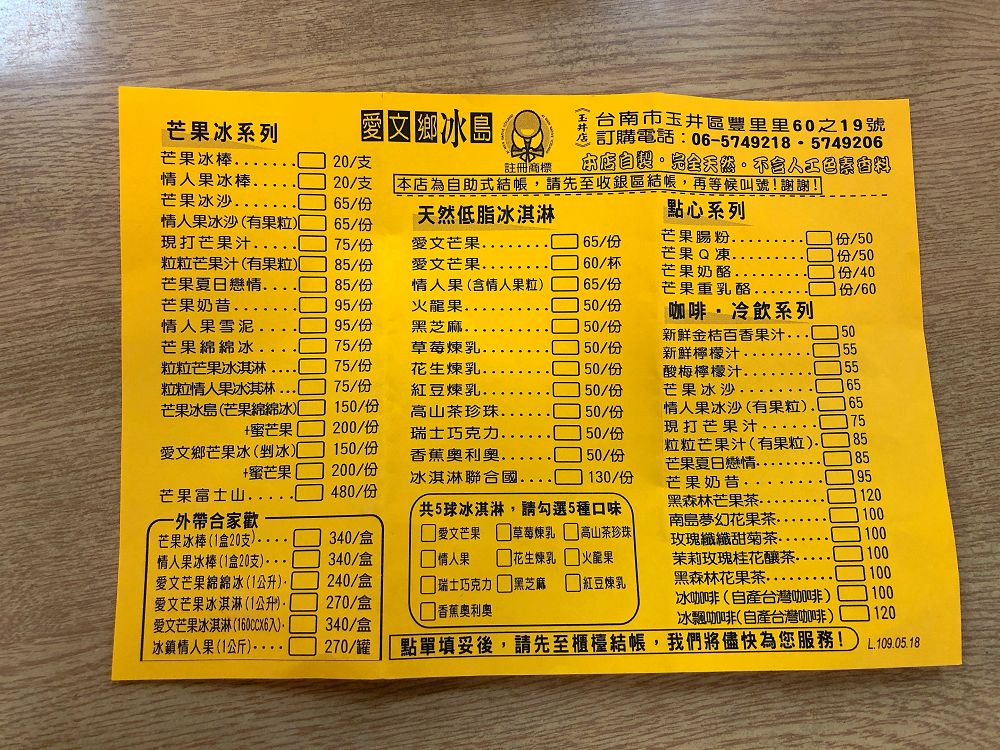 愛文鄉冰島
註冊商標
《玉井店》
台南市玉井區豐里里60之19號
訂購電話：06-5749218・5749206
本店自製・完全天然・不含人工色素香料
本店為自助式結帳，請先至收銀區結帳，再等候叫號！謝謝！
芒果冰系列
芒果冰棒.......□ 20/支
情人果冰棒.....□ 20/支
芒果冰沙.......□ 65/份
情人果冰沙(有果粒)□ 65/份
現打芒果汁.....□ 75/份
粒粒芒果汁(有果粒)□ 85/份
芒果夏日戀情....□ 85/份
芒果奶昔.......□ 95/份
情人果雪泥....□ 95/份
芒果綿綿冰....□ 75/份
粒粒芒果冰淇淋....□ 75/份
粒粒情人果冰淇淋...□ 75/份
芒果冰島(芒果綿綿冰)□ 150/份
+蜜芒果□ 200/份
愛文鄉芒果冰(剉冰)□ 150/份
+蜜芒果□ 200/份
芒果富士山.....□ 480/份
外帶合家歡
芒果冰棒(1盒20支)....□ 340/盒
情人果冰棒(1盒20支)...□ 340/盒
愛文芒果綿綿冰(1公升).□ 240/盒
愛文芒果冰淇淋(1公升).□ 270/盒
愛文芒果冰淇淋(160CCX6入).□ 340/盒
冰鎮情人果(1公斤)....□ 270/罐
天然低脂冰淇淋
愛文芒果........□ 65/份
愛文芒果........□ 60/杯
情人果(含情人果粒)□ 65/份
火龍果.........□ 50/份
黑芝麻.........□ 50/份
草莓煉乳........□ 50/份
花生煉乳........□ 50/份
紅豆煉乳........□ 50/份
高山茶珍珠......□ 50/份
瑞士巧克力......□ 50/份
香蕉奧利奧......□ 50/份
冰淇淋聯合國....□ 130/份
共5球冰淇淋，請勾選5種口味
□愛文芒果 □草莓煉乳 □高山茶珍珠
□情人果 □花生煉乳 □火龍果
□瑞士巧克力 □黑芝麻 □紅豆煉乳
□香蕉奧利奧
點心系列
芒果腸粉.........□份/50
芒果Q凍.........□份/50
芒果奶酪.........□份/40
芒果重乳酪.......□份/60
咖啡・冷飲系列
新鮮金桔百香果汁...□50
新鮮檸檬汁........□55
酸梅檸檬汁........□55
芒果冰沙.........□65
情人果冰沙(有果粒).□65
現打芒果汁.......□75
粒粒芒果汁(有果粒).□85
芒果夏日戀情.......□85
芒果奶昔.........□95
黑森林芒果茶.......□120
南島夢幻花果茶......□100
玫瑰纖纖甜菊茶......□100
茉莉玫瑰桂花釀茶....□100
黑森林花果茶.......□100
冰咖啡(自產台灣咖啡)□100
冰飄咖啡(自產台灣咖啡)□120
點單填妥後，請先至櫃檯結帳，我們將儘快為您服務！
L.109.05.18